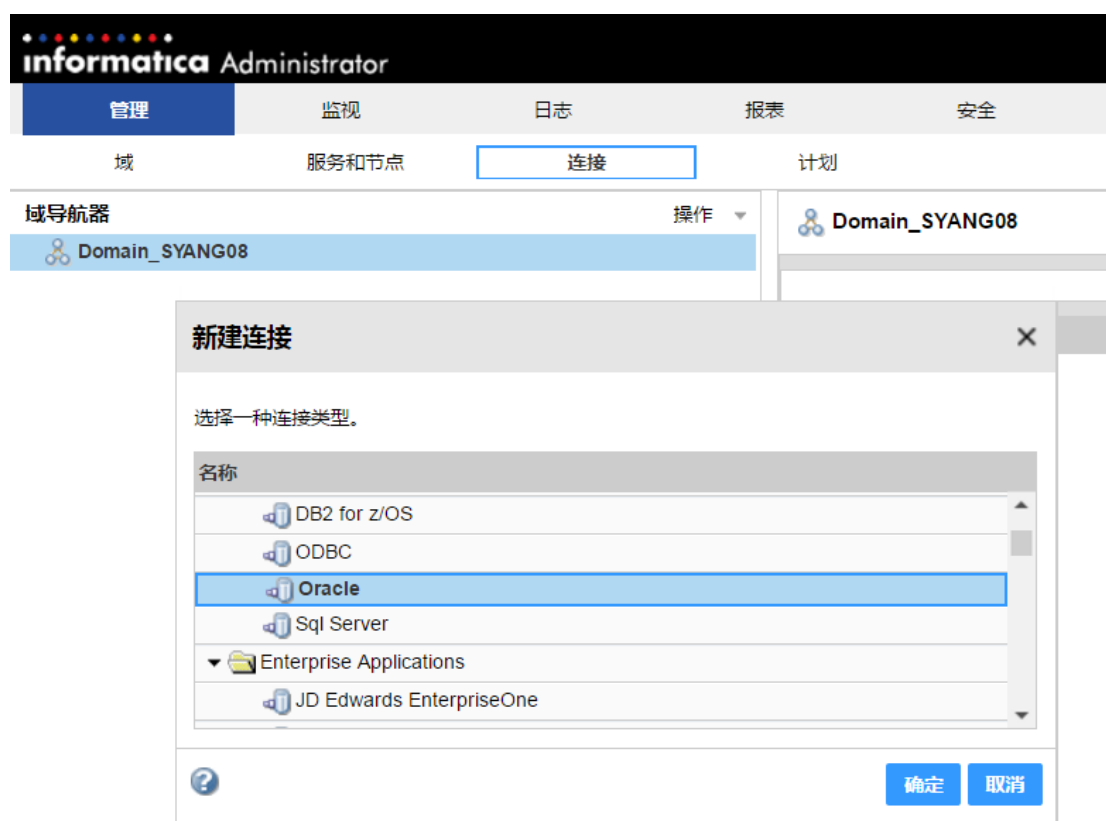 informatica Administrator
管理 监视 日志 报表 安全
域 服务和节点 连接 计划
域导航器 操作
Domain_SYANG08
Domain_SYANG08
新建连接
选择一种连接类型。
名称
DB2 for z/OS
ODBC
Oracle
Sql Server
Enterprise Applications
JD Edwards EnterpriseOne
确定 取消